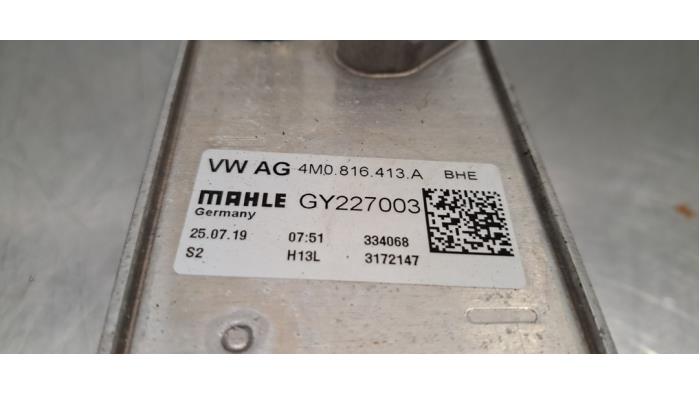 VW AG 4M0.816.413.A BHE
MAHLE GY227003
Germany
25.07.19 07:51 334068
S2 H13L 3172147